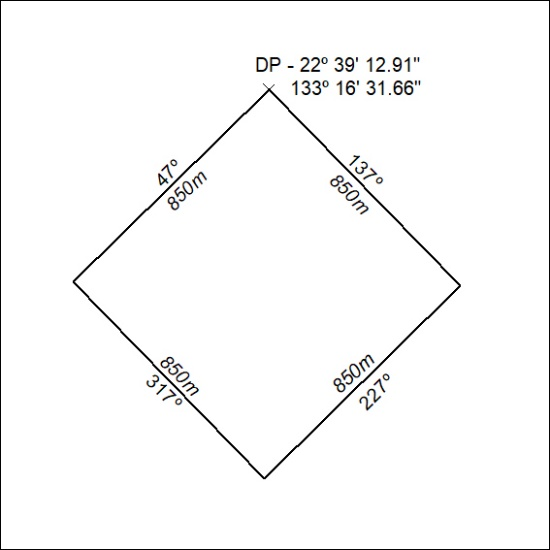 DP - 22º 39' 12.91"
133º 16' 31.66"
47º
850m
137º
850m
850m
317º
850m
227º